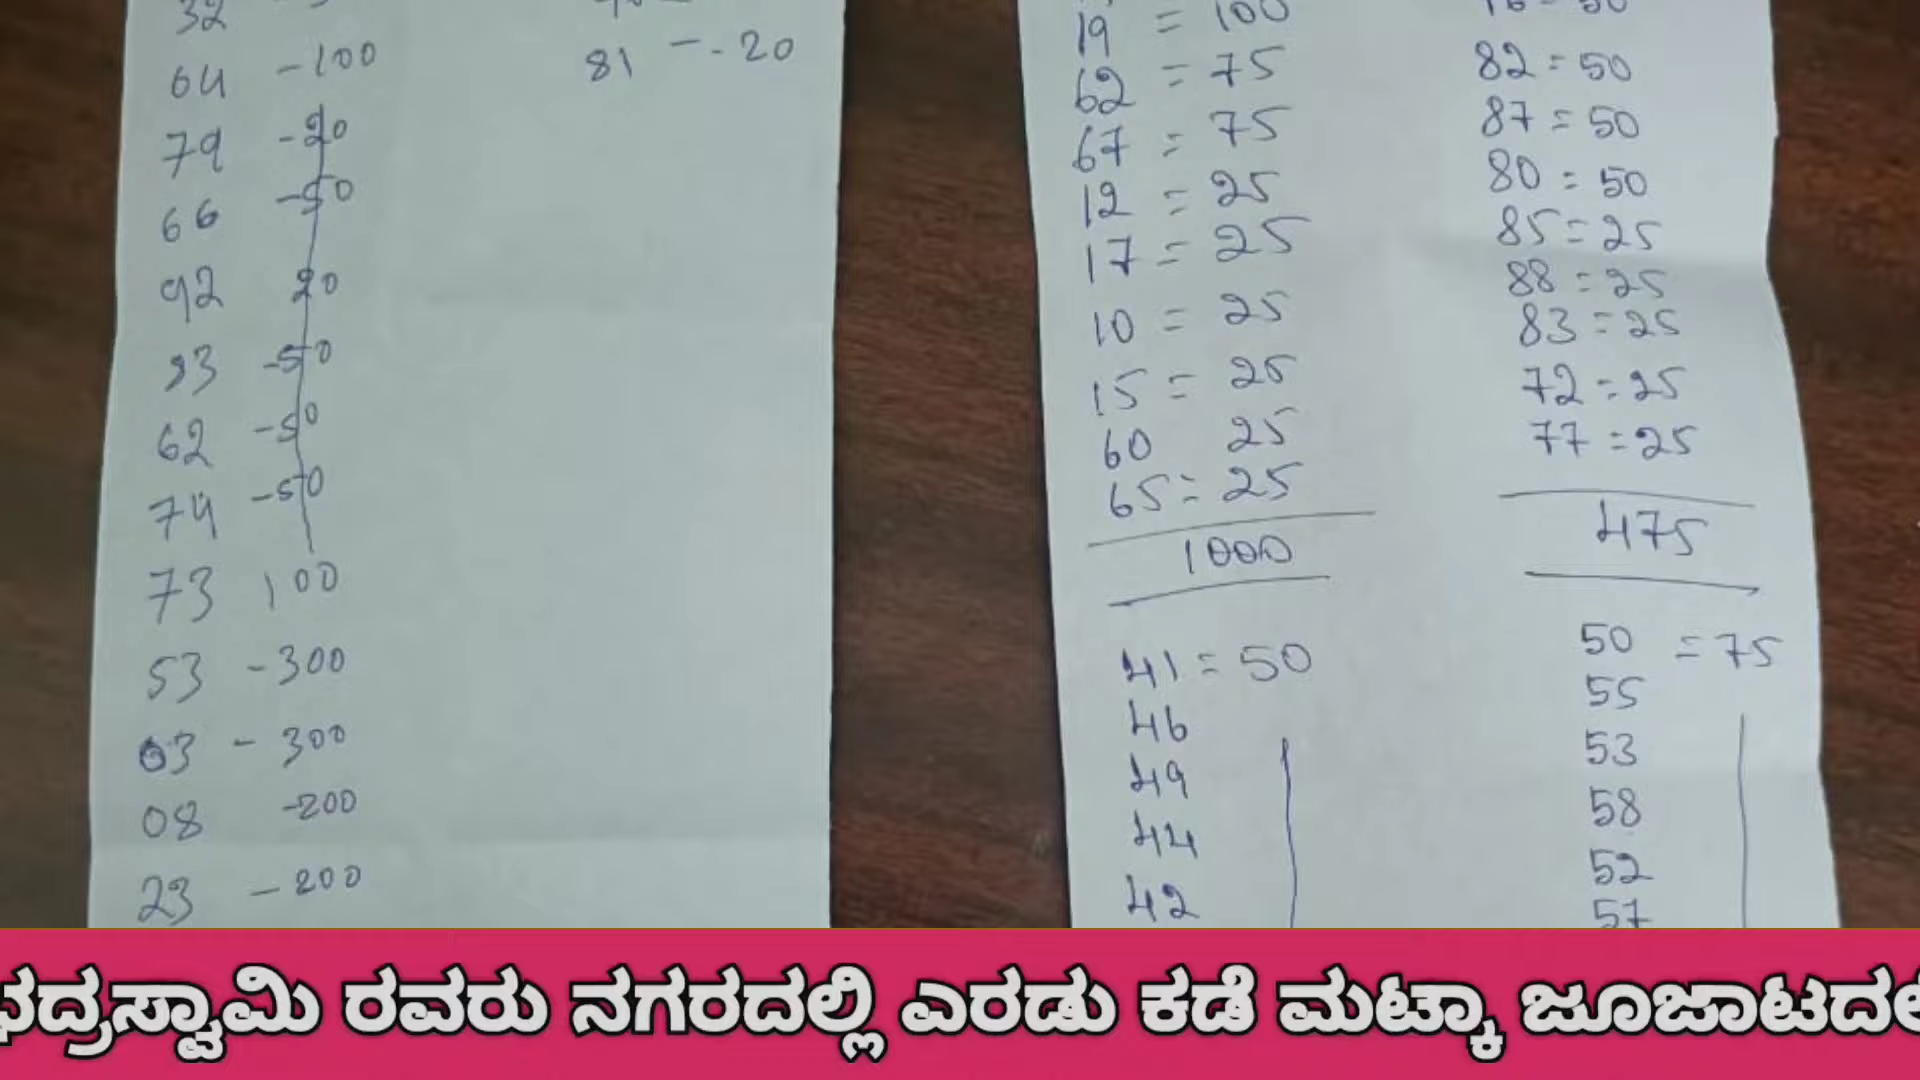 32
64 -100
79 -20
66 -50
92 20
93 -50
62 -50
74 -50
73 100
53 -300
03 - 300
08 -200
23 -200
81 -- 20
19 = 100
62 = 75
67 = 75
12 = 25
17 = 25
10 = 25
15 = 25
60 25
65 = 25
1000
41 = 50
46
49
44
42
82 = 50
87 = 50
80 = 50
85 = 25
88 = 25
83 = 25
72 = 25
77 = 25
475
50 = 75
55
53
58
52
57
ಭದ್ರಸ್ವಾಮಿ ರವರು ನಗರದಲ್ಲಿ ಎರಡು ಕಡೆ ಮಟ್ಕಾ ಜೂಜಾಟದಲ